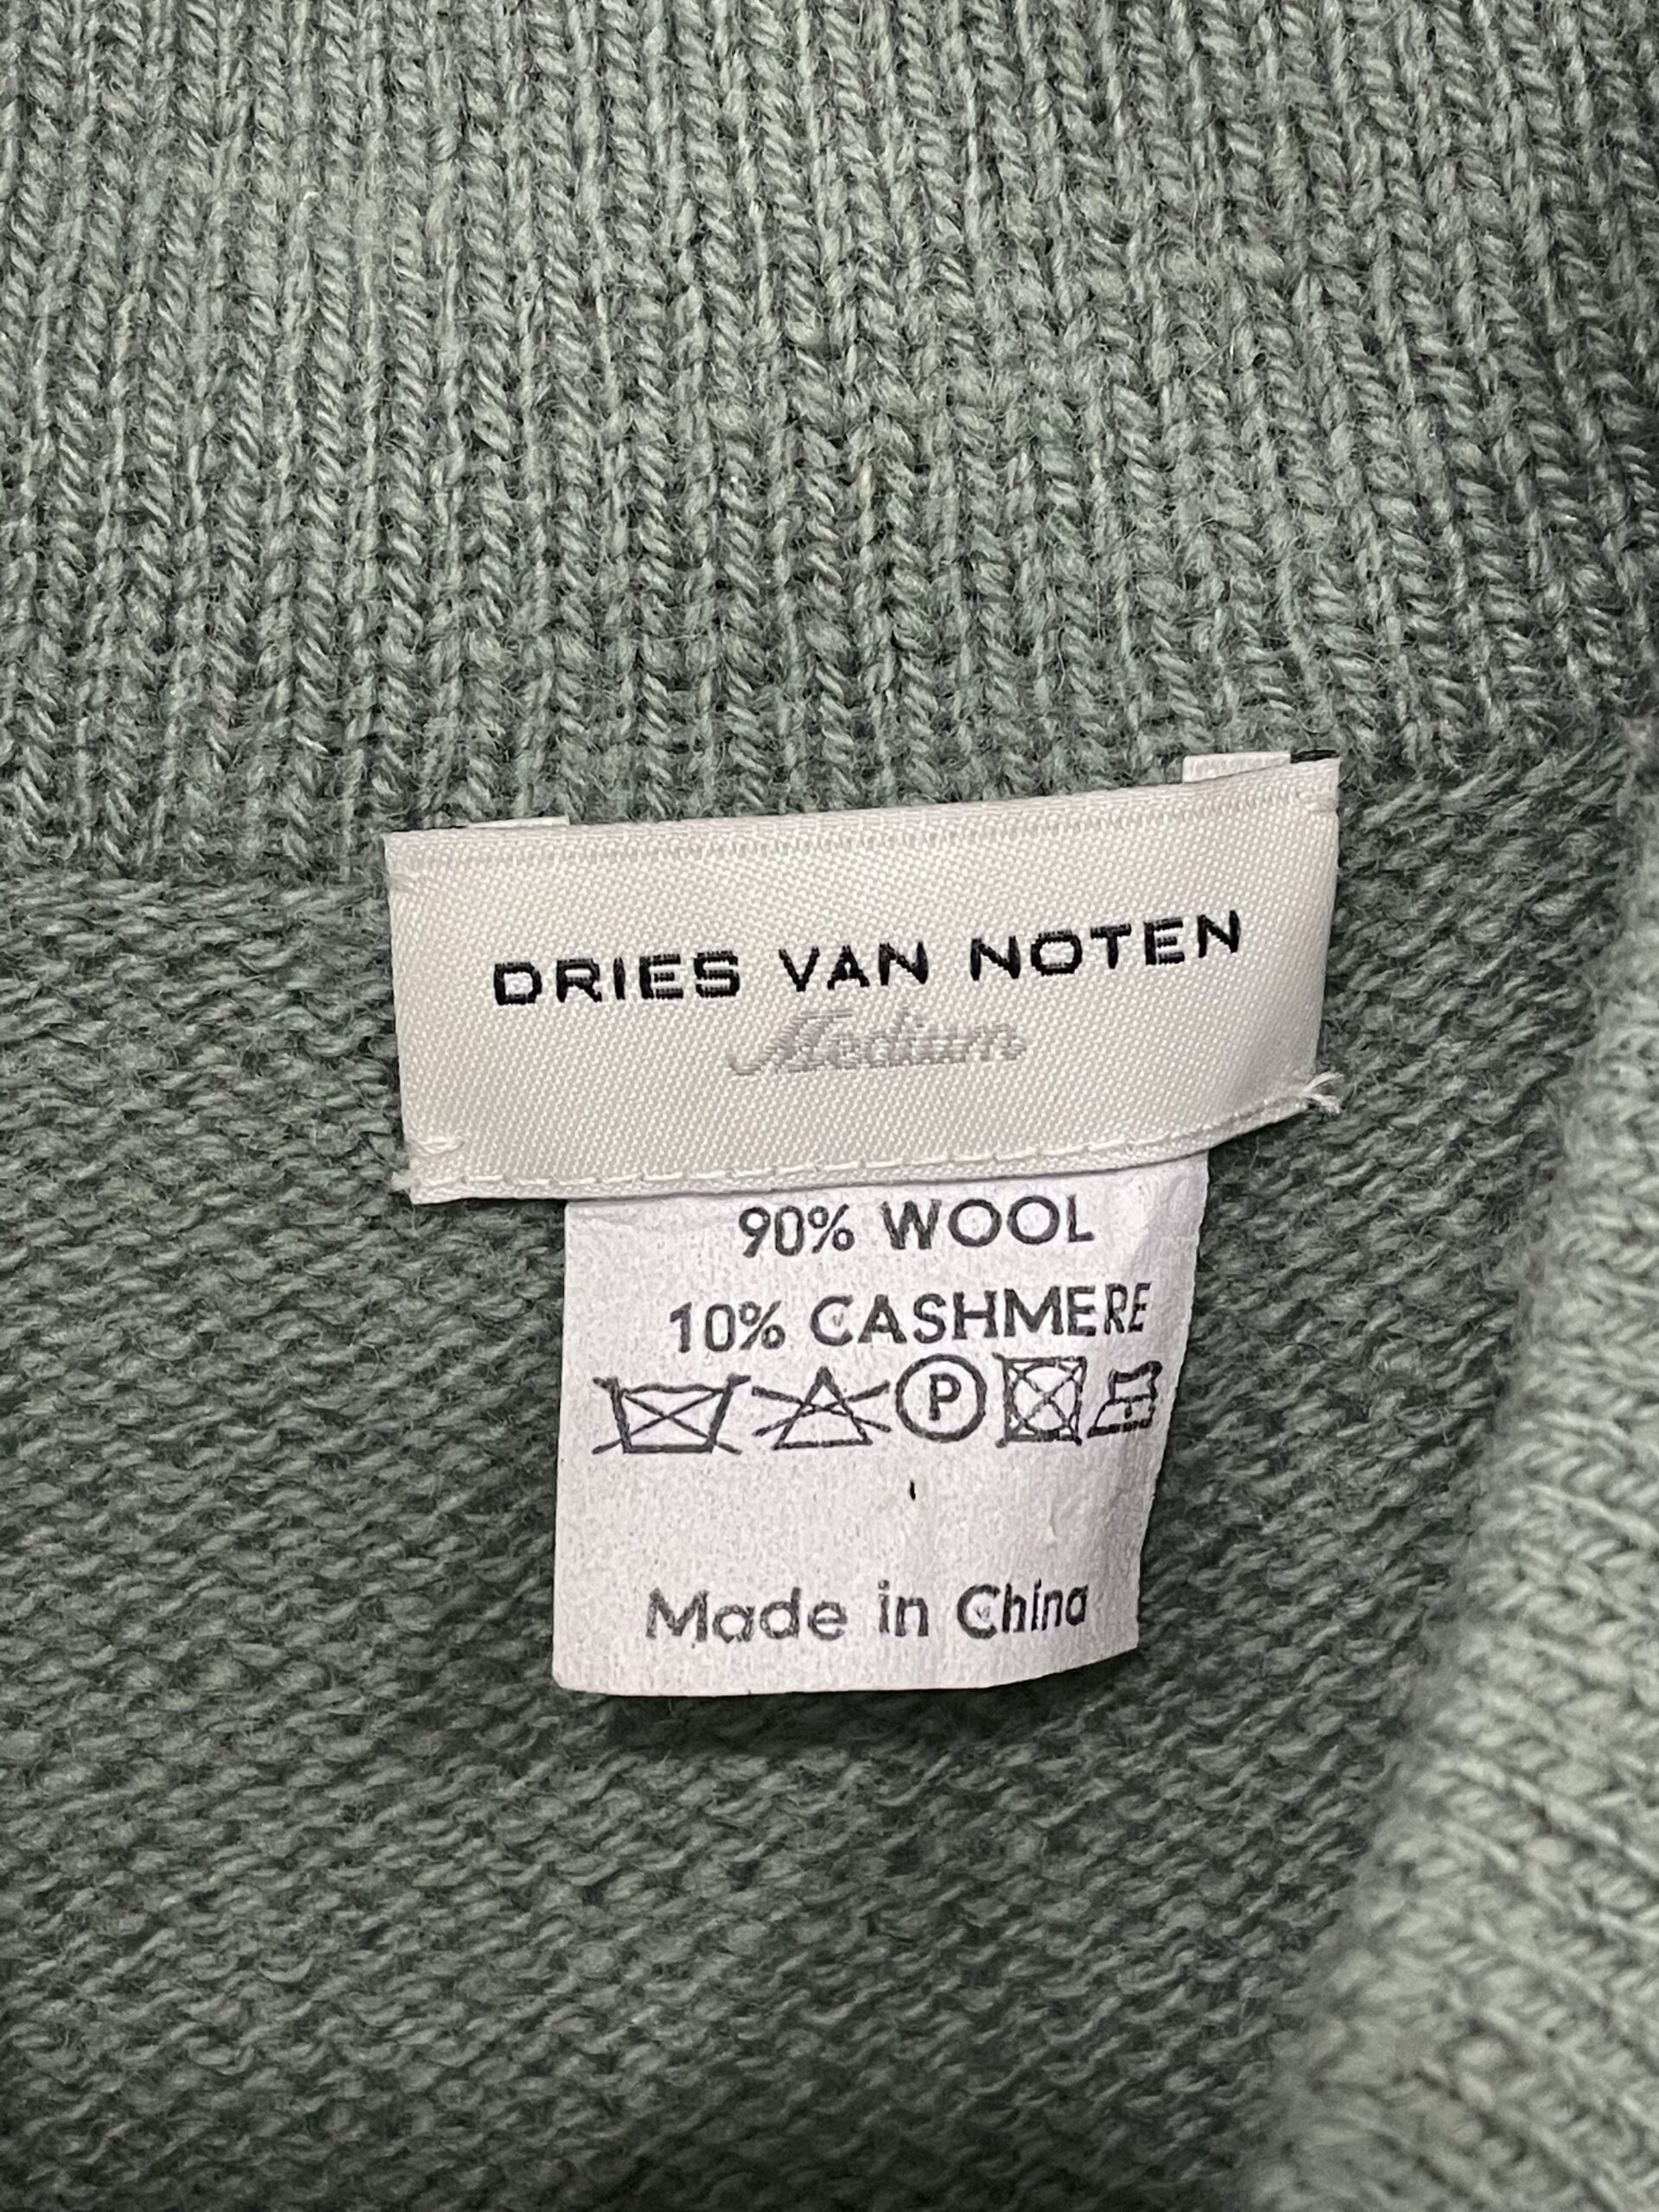 DRIES VAN NOTEN
Medium
90% WOOL
10% CASHMERE
P
Made in China